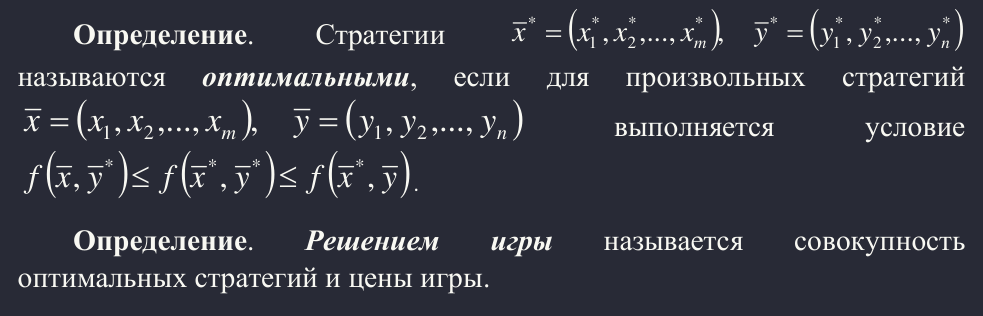 Определение. Стратегии x̅* = (x₁*, x₂*,..., xₘ*), y̅* = (y₁*, y₂*,..., yₙ*)
называются оптимальными, если для произвольных стратегий
x̅ = (x₁, x₂,..., xₘ), y̅ = (y₁, y₂,..., yₙ) выполняется условие
f(x̅, y̅*) ≤ f(x̅*, y̅*) ≤ f(x̅*, y̅).
Определение. Решением игры называется совокупность
оптимальных стратегий и цены игры.